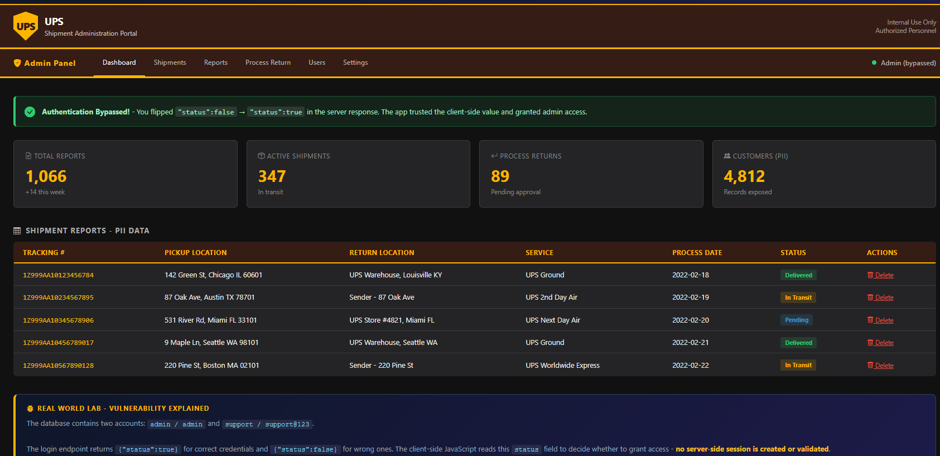 UPS
UPS
Shipment Administration Portal
Internal Use Only
Authorized Personnel
Admin Panel
Dashboard
Shipments
Reports
Process Return
Users
Settings
Admin (bypassed)
Authentication Bypassed! - You flipped "status":false → "status":true in the server response. The app trusted the client-side value and granted admin access.
TOTAL REPORTS
1,066
+14 this week
ACTIVE SHIPMENTS
347
In transit
PROCESS RETURNS
89
Pending approval
CUSTOMERS (PII)
4,812
Records exposed
SHIPMENT REPORTS - PII DATA
TRACKING # PICKUP LOCATION RETURN LOCATION SERVICE PROCESS DATE STATUS ACTIONS
1Z999AA10123456784 142 Green St, Chicago IL 60601 UPS Warehouse, Louisville KY UPS Ground 2022-02-18 Delivered Delete
1Z999AA10234567895 87 Oak Ave, Austin TX 78701 Sender - 87 Oak Ave UPS 2nd Day Air 2022-02-19 In Transit Delete
1Z999AA10345678906 531 River Rd, Miami FL 33101 UPS Store #4821, Miami FL UPS Next Day Air 2022-02-20 Pending Delete
1Z999AA10456789017 9 Maple Ln, Seattle WA 98101 UPS Warehouse, Seattle WA UPS Ground 2022-02-21 Delivered Delete
1Z999AA10567890128 220 Pine St, Boston MA 02101 Sender - 220 Pine St UPS Worldwide Express 2022-02-22 In Transit Delete
REAL WORLD LAB - VULNERABILITY EXPLAINED
The database contains two accounts: admin / admin and support / support@123.
The login endpoint returns {"status":true} for correct credentials and {"status":false} for wrong ones. The client-side JavaScript reads this status field to decide whether to grant access - no server-side session is created or validated.